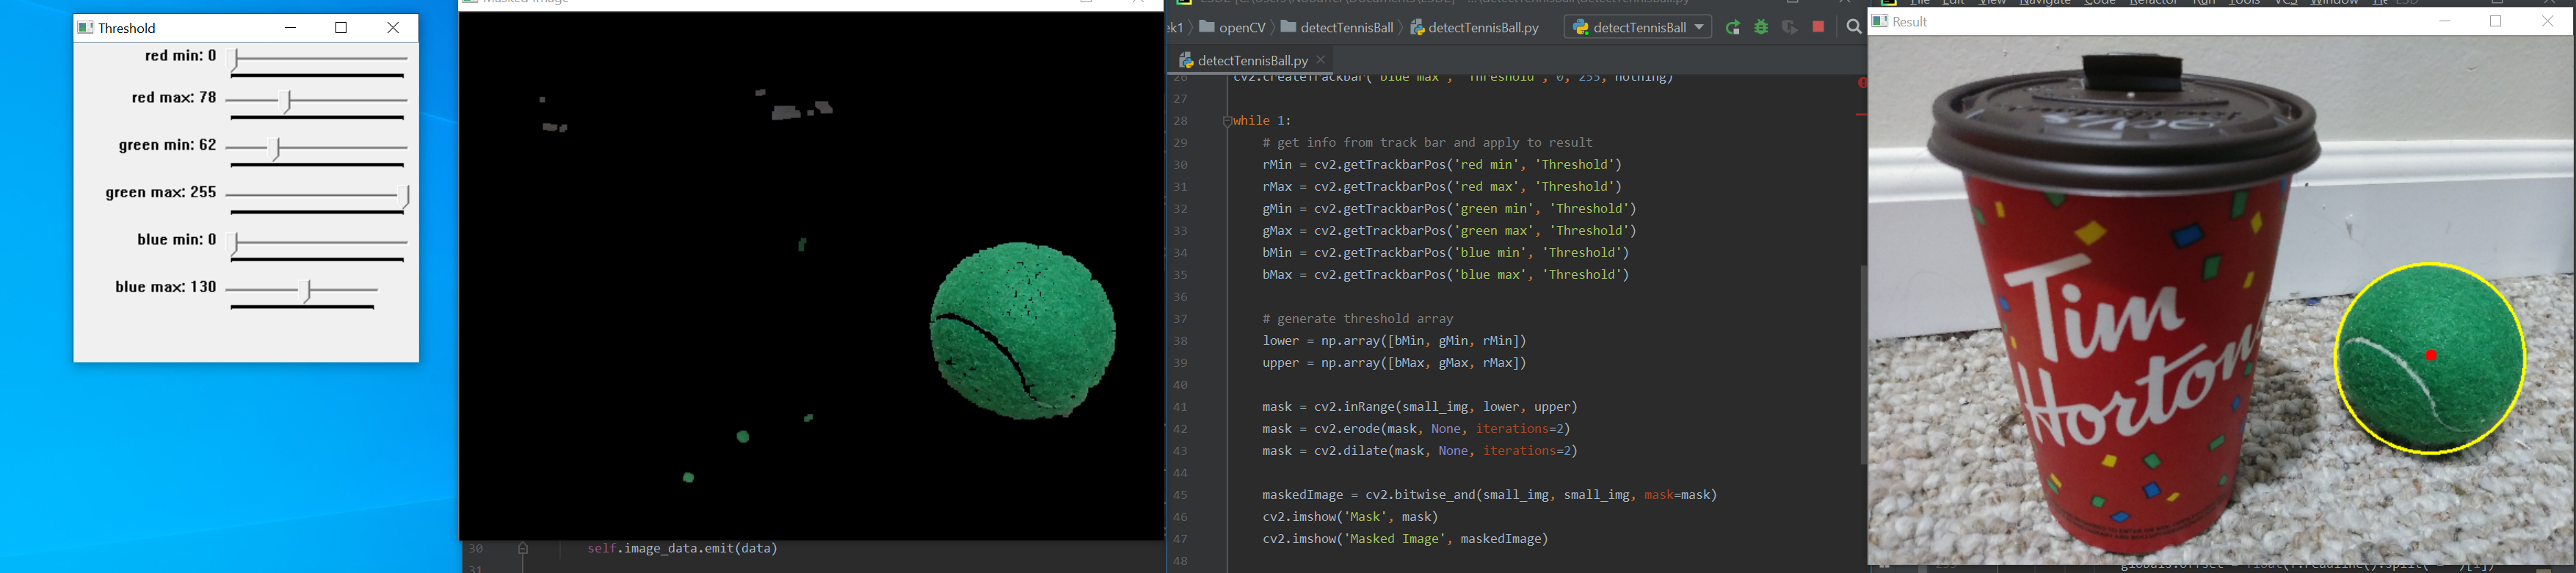 Threshold
red min: 0
red max: 78
green min: 62
green max: 255
blue min: 0
blue max: 130
Masked Image
30 self.image_data.emit(data)
31
openCV detectTennisBall detectTennisBall.py detectTennisBall
detectTennisBall.py
26 cv2.createTrackbar('blue max', 'Threshold', 0, 255, nothing)
27
28 while 1:
29 # get info from track bar and apply to result
30 rMin = cv2.getTrackbarPos('red min', 'Threshold')
31 rMax = cv2.getTrackbarPos('red max', 'Threshold')
32 gMin = cv2.getTrackbarPos('green min', 'Threshold')
33 gMax = cv2.getTrackbarPos('green max', 'Threshold')
34 bMin = cv2.getTrackbarPos('blue min', 'Threshold')
35 bMax = cv2.getTrackbarPos('blue max', 'Threshold')
36
37 # generate threshold array
38 lower = np.array([bMin, gMin, rMin])
39 upper = np.array([bMax, gMax, rMax])
40
41 mask = cv2.inRange(small_img, lower, upper)
42 mask = cv2.erode(mask, None, iterations=2)
43 mask = cv2.dilate(mask, None, iterations=2)
44
45 maskedImage = cv2.bitwise_and(small_img, small_img, mask=mask)
46 cv2.imshow('Mask', mask)
47 cv2.imshow('Masked Image', maskedImage)
48
File Edit View Navigate Code Refactor Run Tools VCS Window
Result
Tim
Hortons